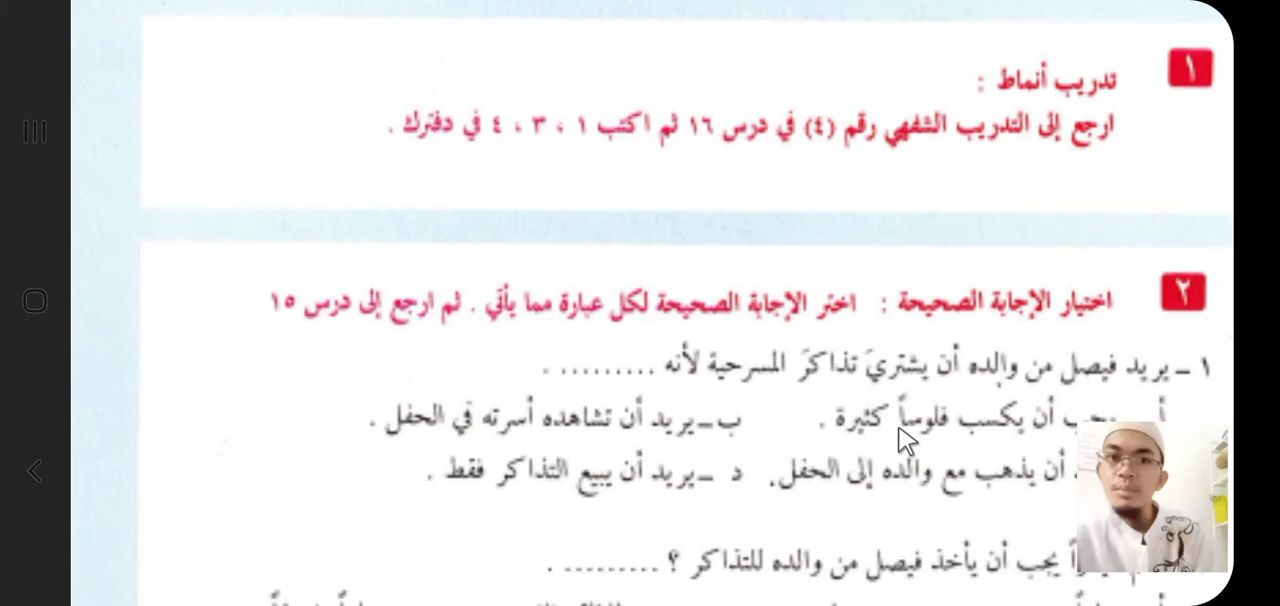 ١
تدريب أنماط :
ارجع إلى التدريب الشفهي رقم (٤) في درس ١٦ ثم اكتب ١ ، ٣ ، ٤ في دفترك .
٢
اختيار الإجابة الصحيحة : اختر الإجابة الصحيحة لكل عبارة مما يأتي . ثم ارجع إلى درس ١٥
١ ــ يريد فيصل من والده أن يشتريَ تذاكرَ المسرحية لأنه .......... .
أن يكسب فلوساً كثيرة . ب ــ يريد أن تشاهده أسرته في الحفل .
أن يذهب مع والده إلى الحفل . د ــ يريد أن يبيع التذاكر فقط .
يجب أن يأخذ فيصل من والده للتذاكر ؟ .......... .